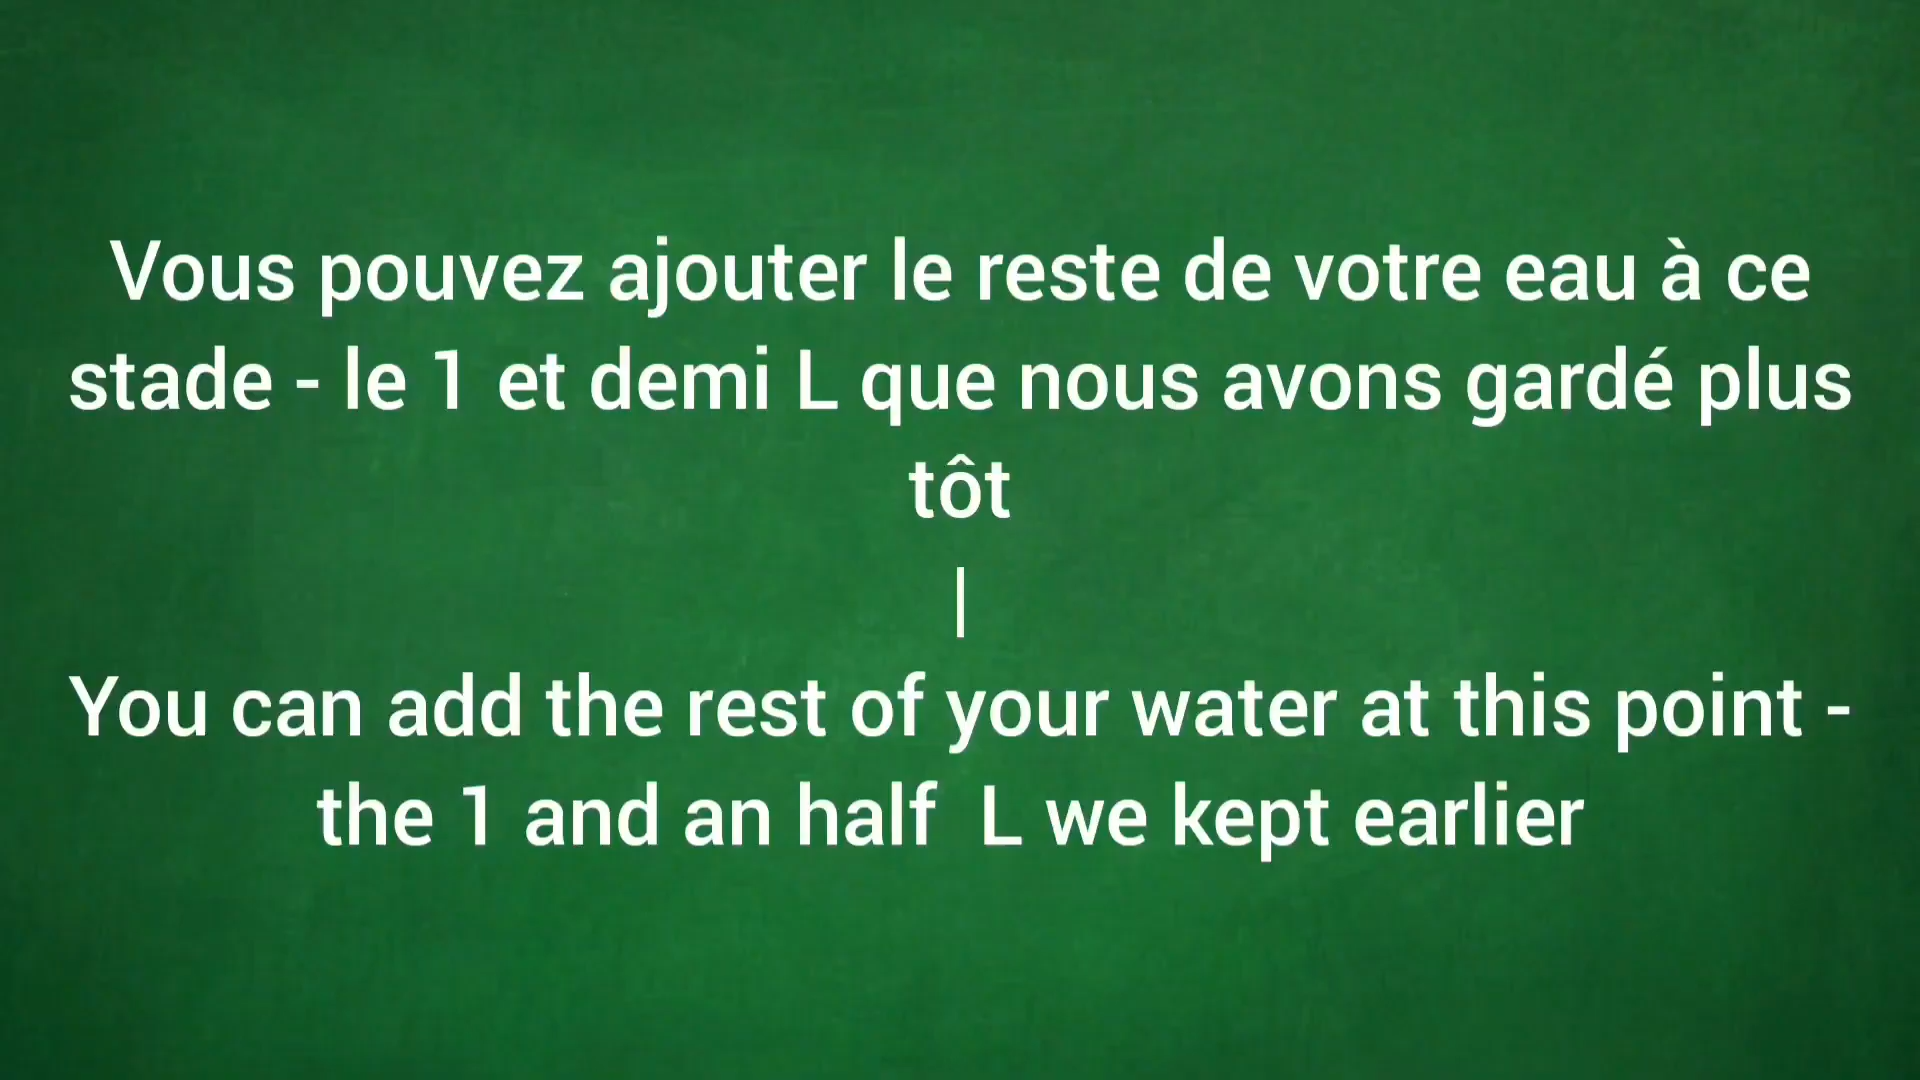 Vous pouvez ajouter le reste de votre eau à ce
stade - le 1 et demi L que nous avons gardé plus
tôt
|
You can add the rest of your water at this point -
the 1 and an half  L we kept earlier